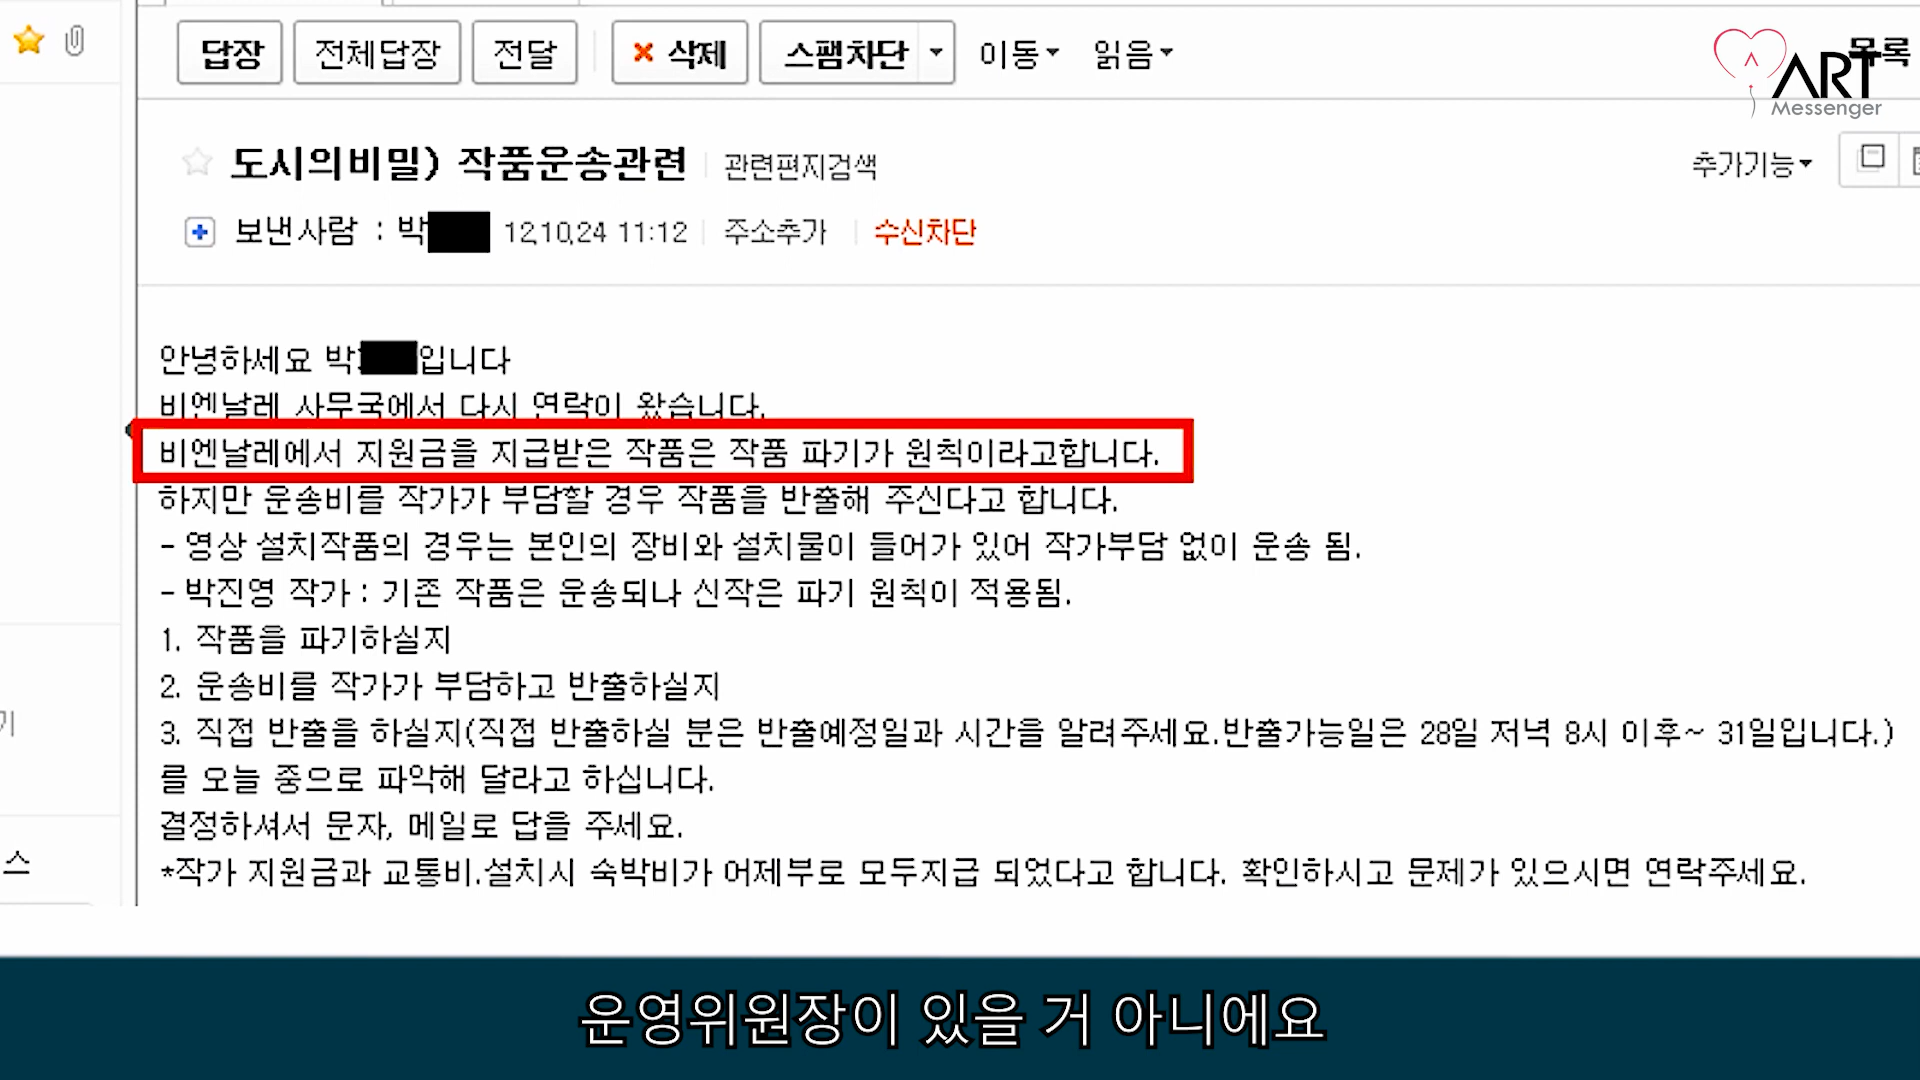 답장 전체답장 전달 삭제 스팸차단 이동 읽음 목록
A ART
Messenger
도시의비밀) 작품운송관련 관련편지검색 추가기능
보낸사람 : 박 12.10.24 11:12 주소추가 수신차단
안녕하세요 박 입니다
비엔날레 사무국에서 다시 연락이 왔습니다.
비엔날레에서 지원금을 지급받은 작품은 작품 파기가 원칙이라고합니다.
하지만 운송비를 작가가 부담할 경우 작품을 반출해 주신다고 합니다.
- 영상 설치작품의 경우는 본인의 장비와 설치물이 들어가 있어 작가부담 없이 운송 됨.
- 박진영 작가 : 기존 작품은 운송되나 신작은 파기 원칙이 적용됨.
1. 작품을 파기하실지
2. 운송비를 작가가 부담하고 반출하실지
기
3. 직접 반출을 하실지(직접 반출하실 분은 반출예정일과 시간을 알려주세요.반출가능일은 28일 저녁 8시 이후~ 31일입니다.)
를 오늘 중으로 파악해 달라고 하십니다.
결정하셔서 문자, 메일로 답을 주세요.
스
*작가 지원금과 교통비.설치시 숙박비가 어제부로 모두지급 되었다고 합니다. 확인하시고 문제가 있으시면 연락주세요.
운영위원장이 있을 거 아니에요